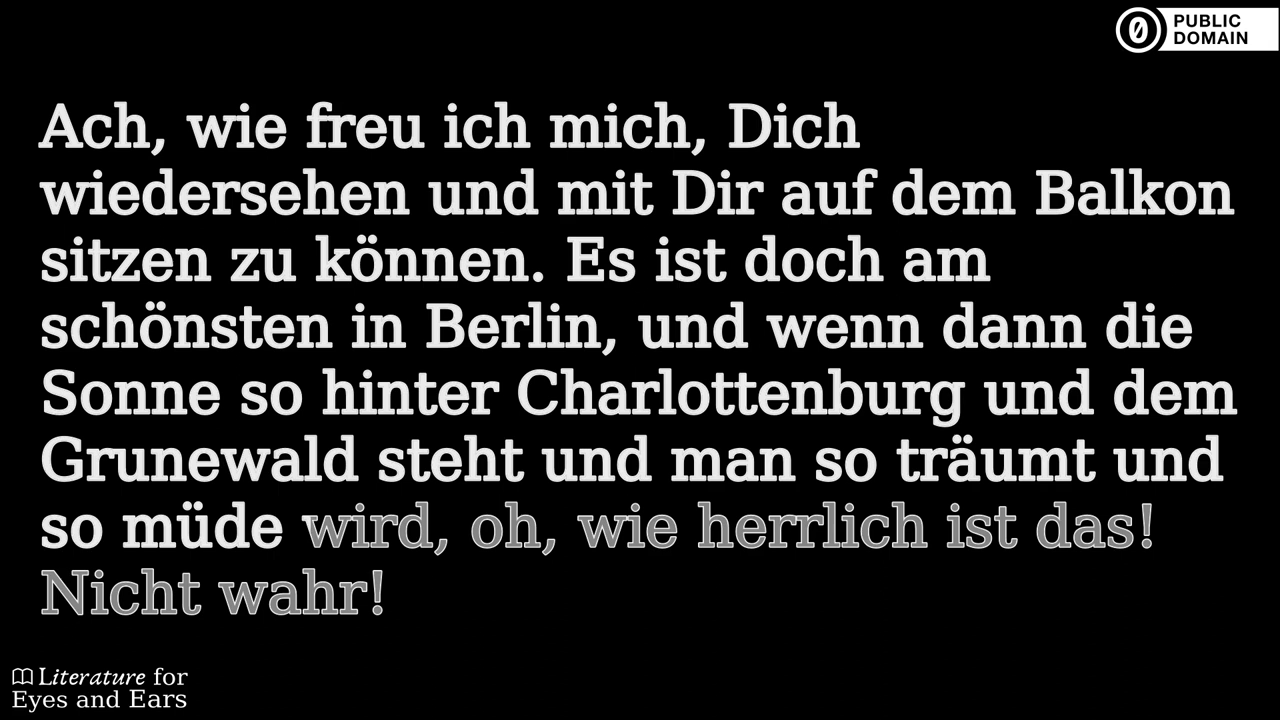 PUBLIC
DOMAIN
Ach, wie freu ich mich, Dich
wiedersehen und mit Dir auf dem Balkon
sitzen zu können. Es ist doch am
schönsten in Berlin, und wenn dann die
Sonne so hinter Charlottenburg und dem
Grunewald steht und man so träumt und
so müde wird, oh, wie herrlich ist das!
Nicht wahr!
Literature for
Eyes and Ears